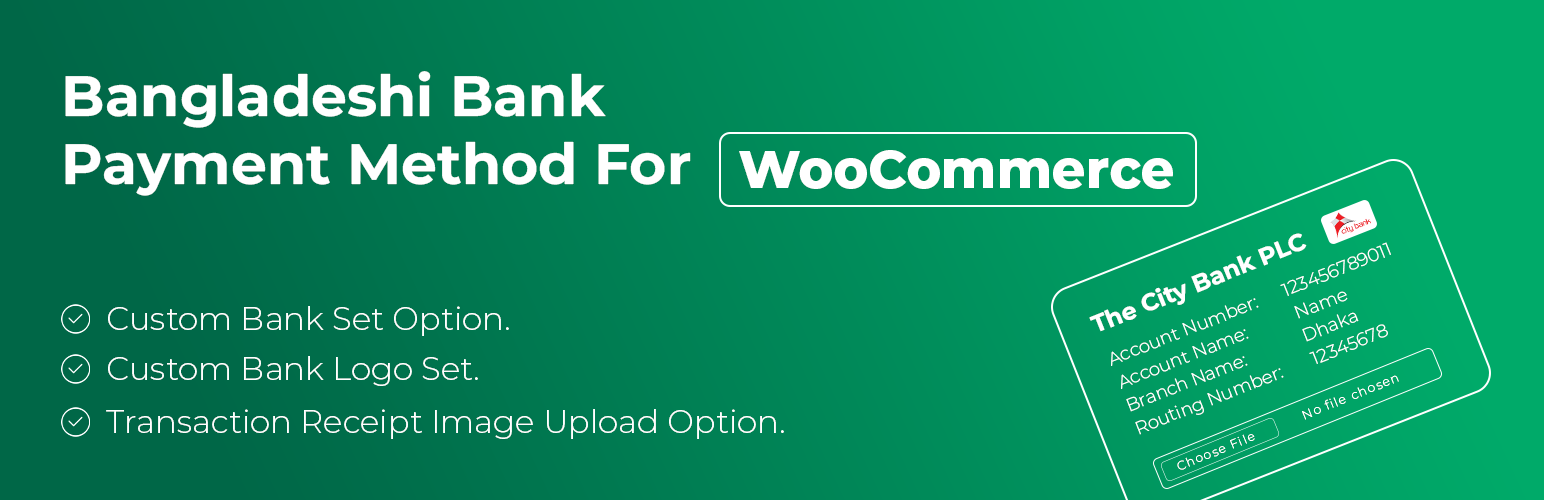 Bangladeshi Bank
Payment Method For WooCommerce
Custom Bank Set Option.
Custom Bank Logo Set.
Transaction Receipt Image Upload Option.
The City Bank PLC
city bank
Account Number: 123456789011
Account Name: Name
Branch Name: Dhaka
Routing Number: 12345678
Choose File No file chosen